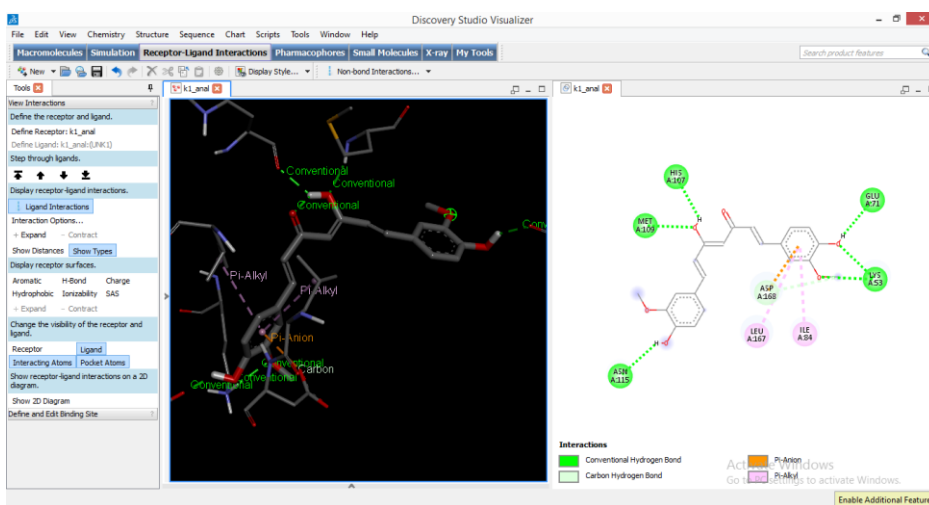 Discovery Studio Visualizer
File Edit View Chemistry Structure Sequence Chart Scripts Tools Window Help
Macromolecules Simulation Receptor-Ligand Interactions Pharmacophores Small Molecules X-ray My Tools
Search product features
New Display Style... Non-bond Interactions...
Tools
View Interactions
Define the receptor and ligand.
Define Receptor: k1_anal
Define Ligand: k1_anal:(UNK1)
Step through ligands.
Display receptor-ligand interactions.
Ligand Interactions
Interaction Options...
+ Expand - Contract
Show Distances Show Types
Display receptor surfaces.
Aromatic H-Bond Charge
Hydrophobic Ionizability SAS
+ Expand - Contract
Change the visibility of the receptor and
ligand.
Receptor Ligand
Interacting Atoms Pocket Atoms
Show receptor-ligand interactions on a 2D
diagram.
Show 2D Diagram
Define and Edit Binding Site
k1_anal
Conventional
Conventional
Conventional
Pi-Alkyl
Pi-Alkyl
Pi-Anion
Conventional
Carbon
Conventional
Conventional
k1_anal
HIS
A:107
GLU
A:71
MET
A:109
H
H
LYS
A:53
ASP
A:168
LEU
A:167
ILE
A:84
H
ASN
A:115
Interactions
Conventional Hydrogen Bond
Carbon Hydrogen Bond
Pi-Anion
Pi-Alkyl
Activate Windows
Go to PC settings to activate Windows.
Enable Additional Feature